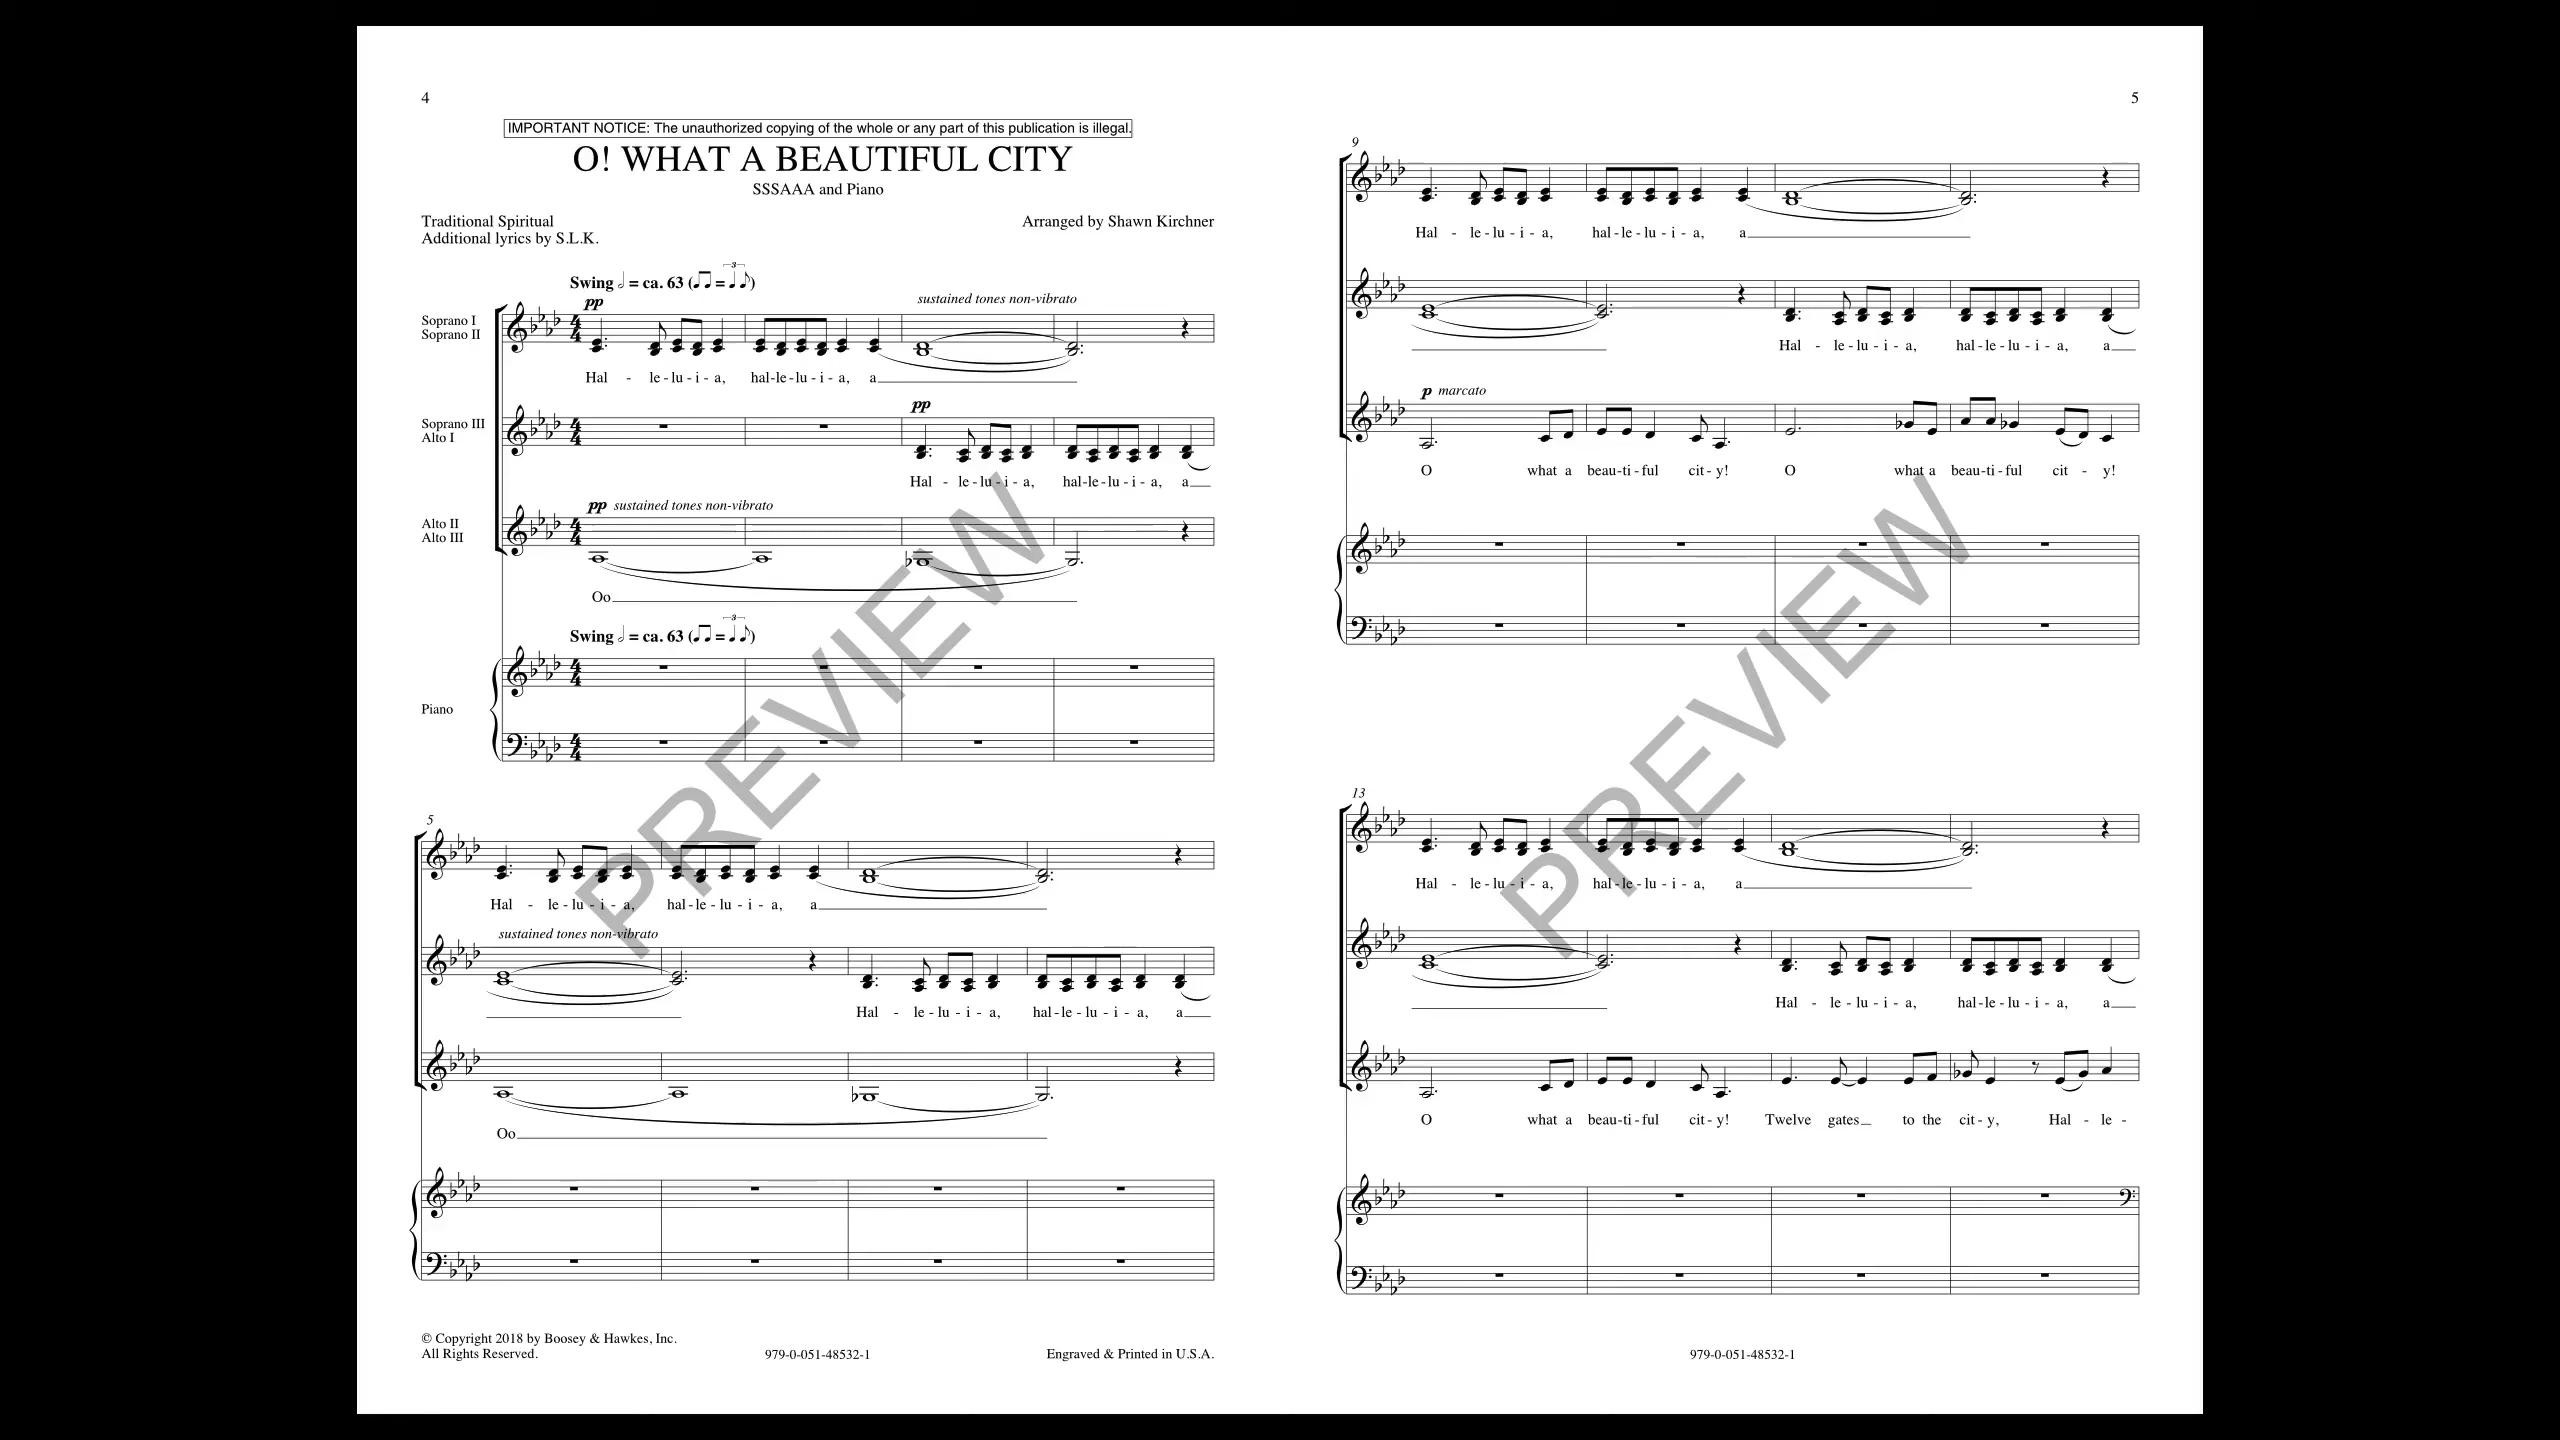 4
IMPORTANT NOTICE: The unauthorized copying of the whole or any part of this publication is illegal.
O! WHAT A BEAUTIFUL CITY
SSSAAA and Piano
Traditional Spiritual
Additional lyrics by S.L.K.
Arranged by Shawn Kirchner
Swing = ca. 63 ( = 3 )
pp
sustained tones non-vibrato
Soprano I
Soprano II
Hal - le - lu - i - a, hal - le - lu - i - a, a
pp
Soprano III
Alto I
Hal - le - lu - i - a, hal - le - lu - i - a, a
pp sustained tones non-vibrato
Alto II
Alto III
Oo
Swing = ca. 63 ( = 3 )
Piano
5
Hal - le - lu - i - a, hal - le - lu - i - a, a
sustained tones non-vibrato
Hal - le - lu - i - a, hal - le - lu - i - a, a
Oo
© Copyright 2018 by Boosey & Hawkes, Inc.
All Rights Reserved.
979-0-051-48532-1
Engraved & Printed in U.S.A.
PREVIEW
5
9
Hal - le - lu - i - a, hal - le - lu - i - a, a
Hal - le - lu - i - a, hal - le - lu - i - a, a
p marcato
O what a beau - ti - ful cit - y! O what a beau - ti - ful cit - y!
13
Hal - le - lu - i - a, hal - le - lu - i - a, a
Hal - le - lu - i - a, hal - le - lu - i - a, a
O what a beau - ti - ful cit - y! Twelve gates to the cit - y, Hal - le -
979-0-051-48532-1
PREVIEW